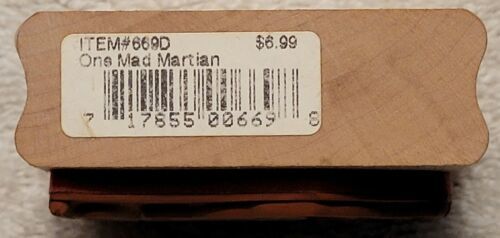 ITEM#669D $6.99
One Mad Martian
7 17855 00669 8